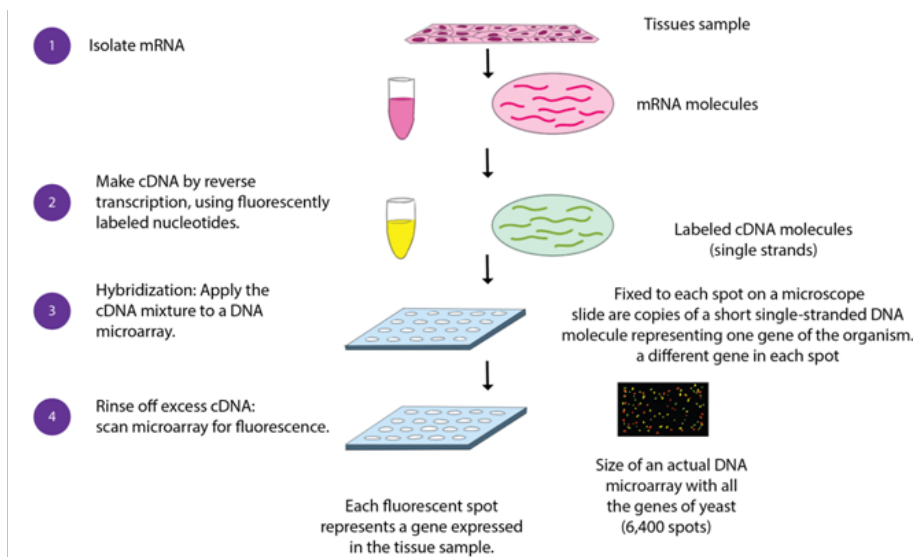 1
Isolate mRNA
Tissues sample
mRNA molecules
2
Make cDNA by reverse
transcription, using fluorescently
labeled nucleotides.
Labeled cDNA molecules
(single strands)
3
Hybridization: Apply the
cDNA mixture to a DNA
microarray.
Fixed to each spot on a microscope
slide are copies of a short single-stranded DNA
molecule representing one gene of the organism.
a different gene in each spot
4
Rinse off excess cDNA:
scan microarray for fluorescence.
Each fluorescent spot
represents a gene expressed
in the tissue sample.
Size of an actual DNA
microarray with all
the genes of yeast
(6,400 spots)